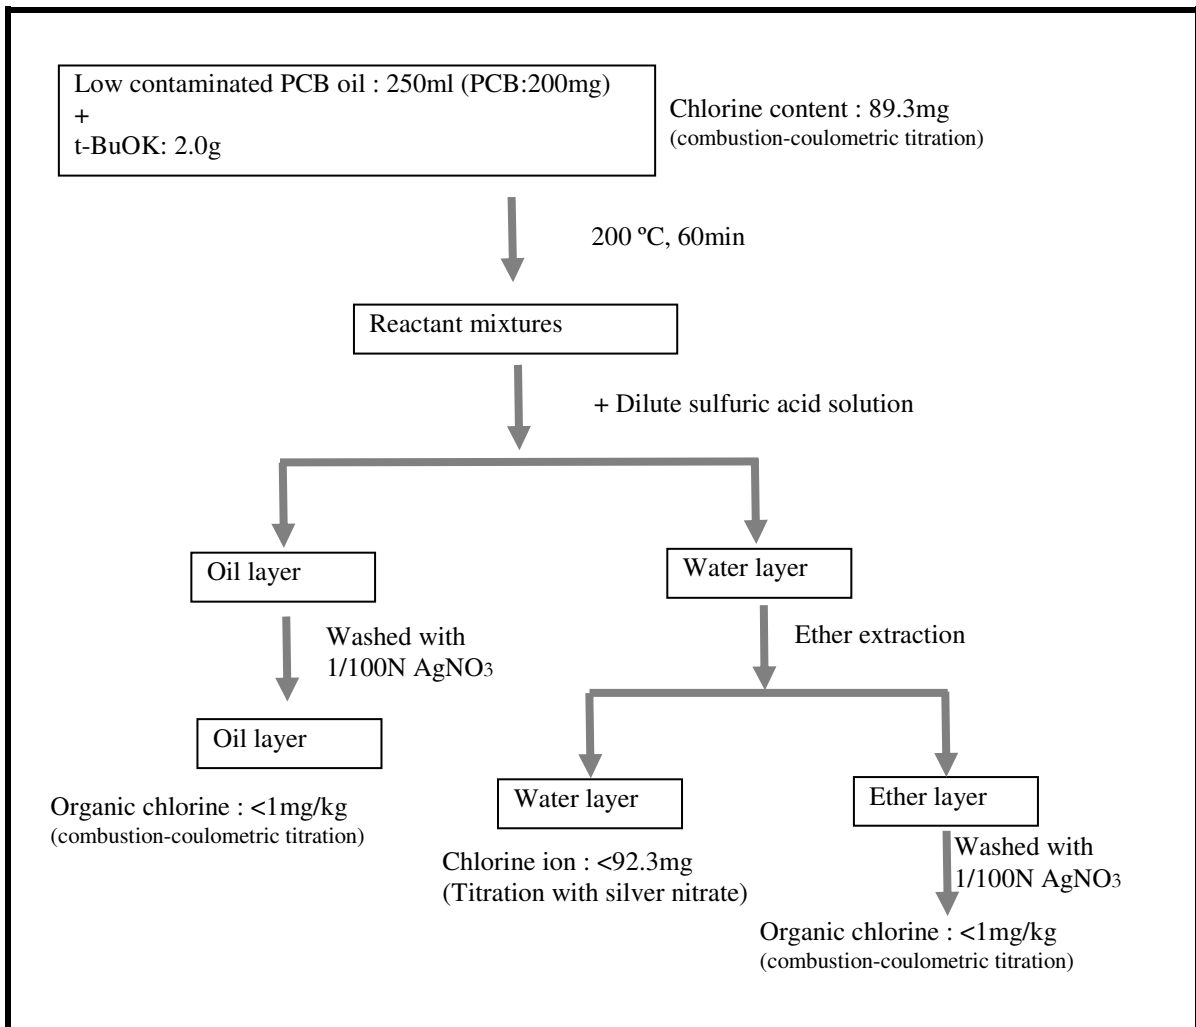 Low contaminated PCB oil : 250ml (PCB:200mg)
+
t-BuOK: 2.0g
Chlorine content : 89.3mg
(combustion-coulometric titration)
200 ºC, 60min
Reactant mixtures
+ Dilute sulfuric acid solution
Oil layer
Water layer
Washed with
1/100N AgNO3
Ether extraction
Oil layer
Organic chlorine : <1mg/kg
(combustion-coulometric titration)
Water layer
Chlorine ion : <92.3mg
(Titration with silver nitrate)
Ether layer
Washed with
1/100N AgNO3
Organic chlorine : <1mg/kg
(combustion-coulometric titration)